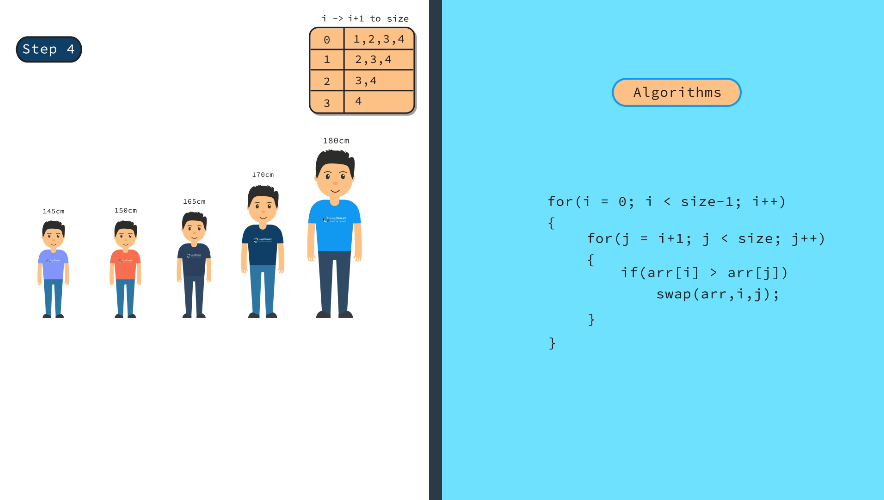 i -> i+1 to size
Step 4
0 1,2,3,4
1 2,3,4
2 3,4
3 4
180cm
170cm
165cm
150cm
145cm
Algorithms
for(i = 0; i < size-1; i++)
{
for(j = i+1; j < size; j++)
{
if(arr[i] > arr[j])
swap(arr,i,j);
}
}